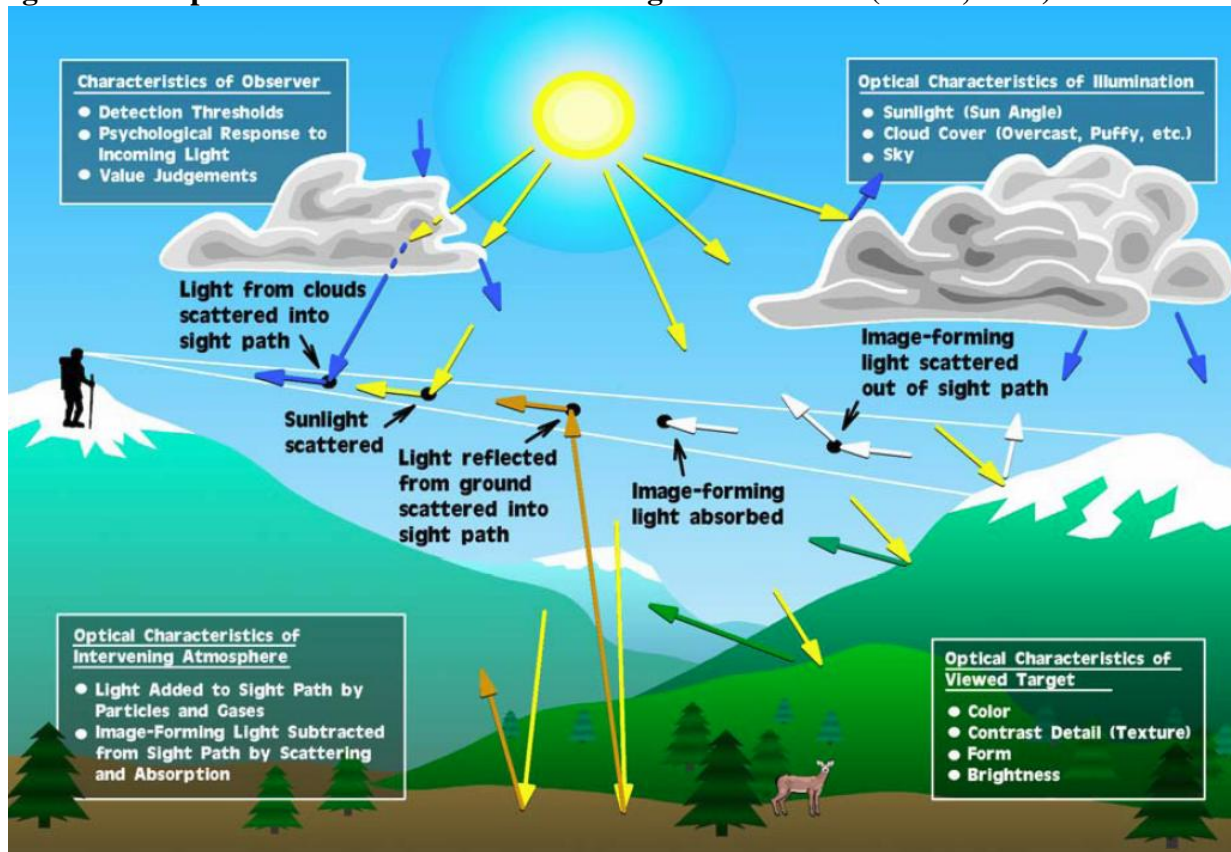 Characteristics of Observer
● Detection Thresholds
● Psychological Response to
Incoming Light
● Value Judgements
Optical Characteristics of Illumination
● Sunlight (Sun Angle)
● Cloud Cover (Overcast, Puffy, etc.)
● Sky
Light from clouds
scattered into
sight path
Sunlight
scattered
Light reflected
from ground
scattered into
sight path
Image-forming
light absorbed
Image-forming
light scattered
out of sight path
Optical Characteristics of
Intervening Atmosphere
● Light Added to Sight Path by
Particles and Gases
● Image-Forming Light Subtracted
from Sight Path by Scattering
and Absorption
Optical Characteristics of
Viewed Target
● Color
● Contrast Detail (Texture)
● Form
● Brightness